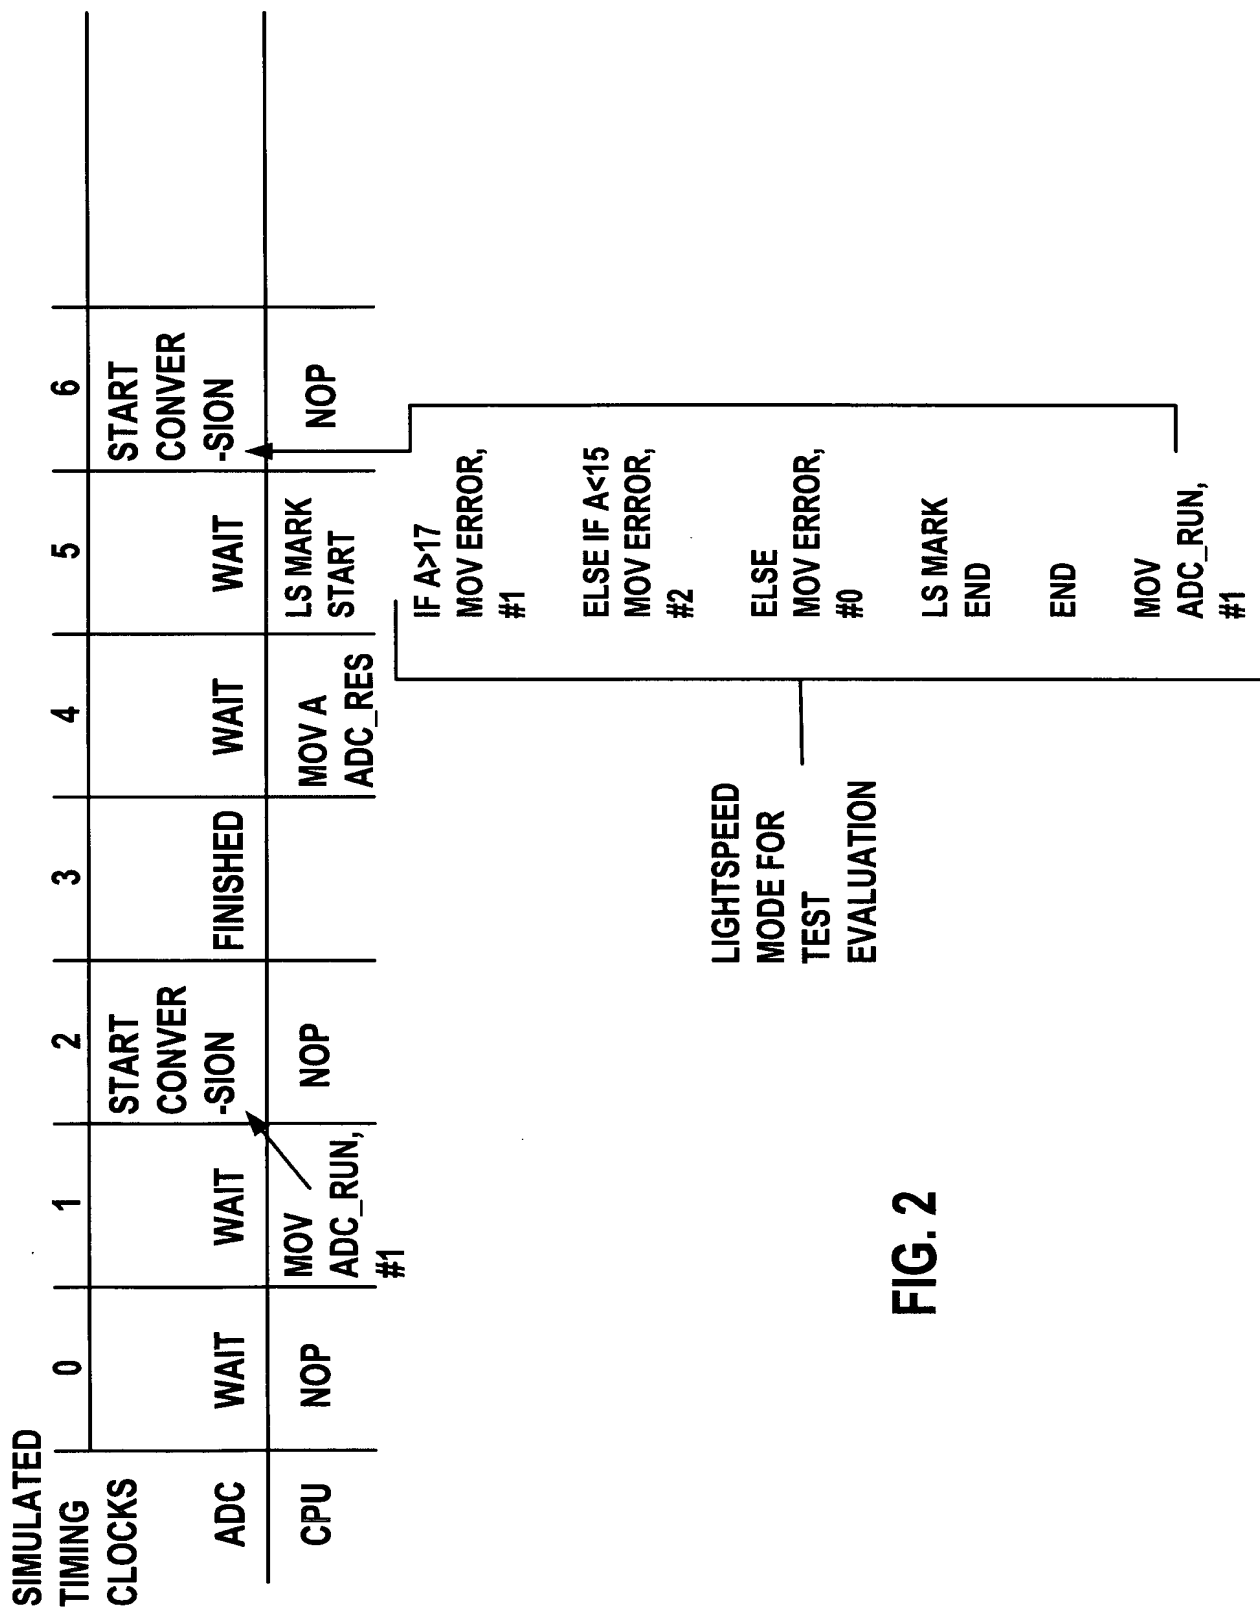 SIMULATED
TIMING
CLOCKS
0
1
2
3
4
5
6
ADC
WAIT
WAIT
START
CONVER
-SION
FINISHED
WAIT
WAIT
START
CONVER
-SION
CPU
NOP
MOV
ADC_RUN,
#1
NOP
MOV A
ADC_RES
LS MARK
START
NOP
IF A>17
MOV ERROR,
#1
ELSE IF A<15
MOV ERROR,
#2
ELSE
MOV ERROR,
#0
LS MARK
END
END
MOV
ADC_RUN,
#1
LIGHTSPEED
MODE FOR
TEST
EVALUATION
FIG. 2